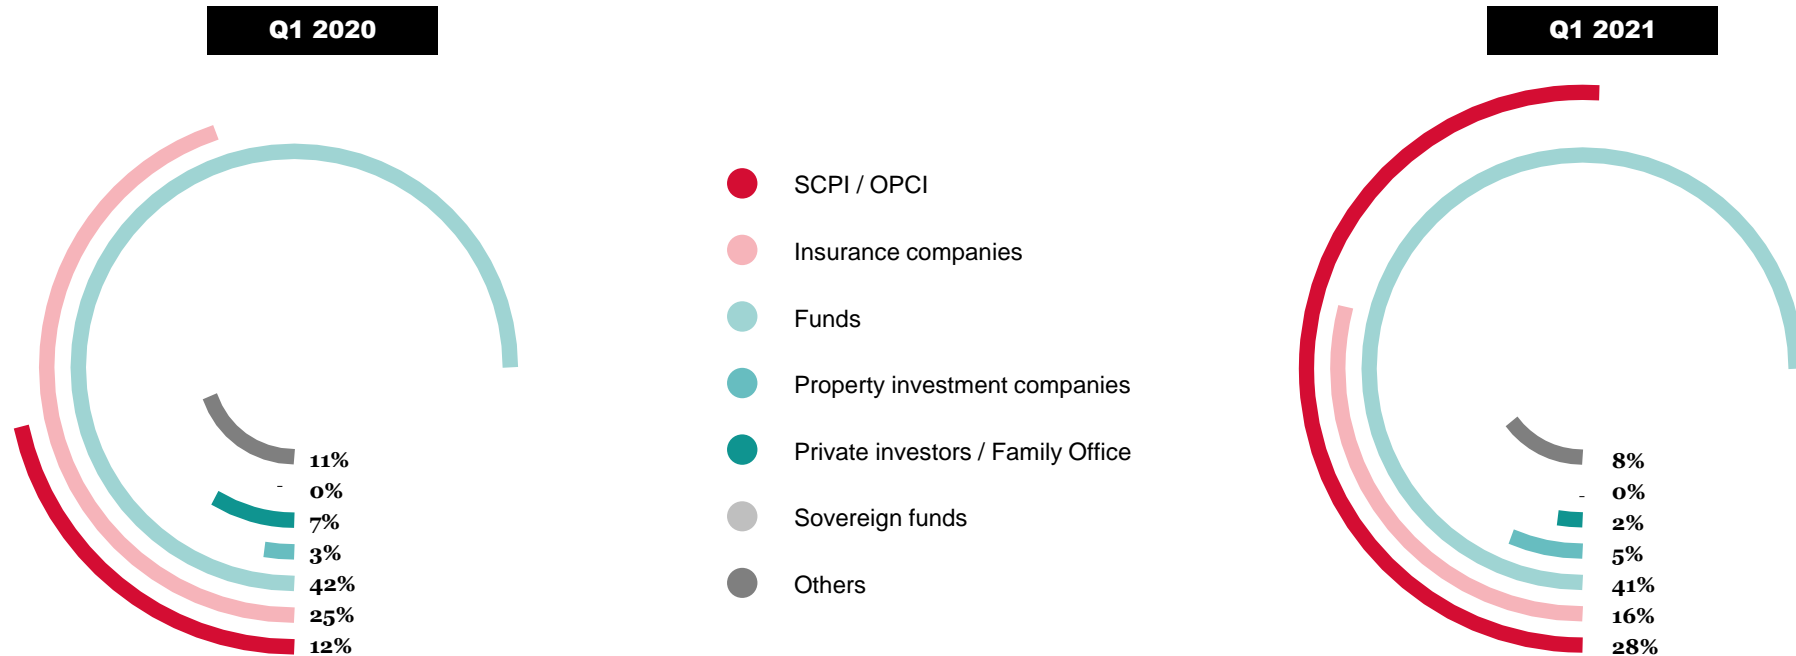 Q1 2020
11%
-
0%
7%
3%
42%
25%
12%
SCPI / OPCI
Insurance companies
Funds
Property investment companies
Private investors / Family Office
Sovereign funds
Others
Q1 2021
8%
-
0%
2%
5%
41%
16%
28%